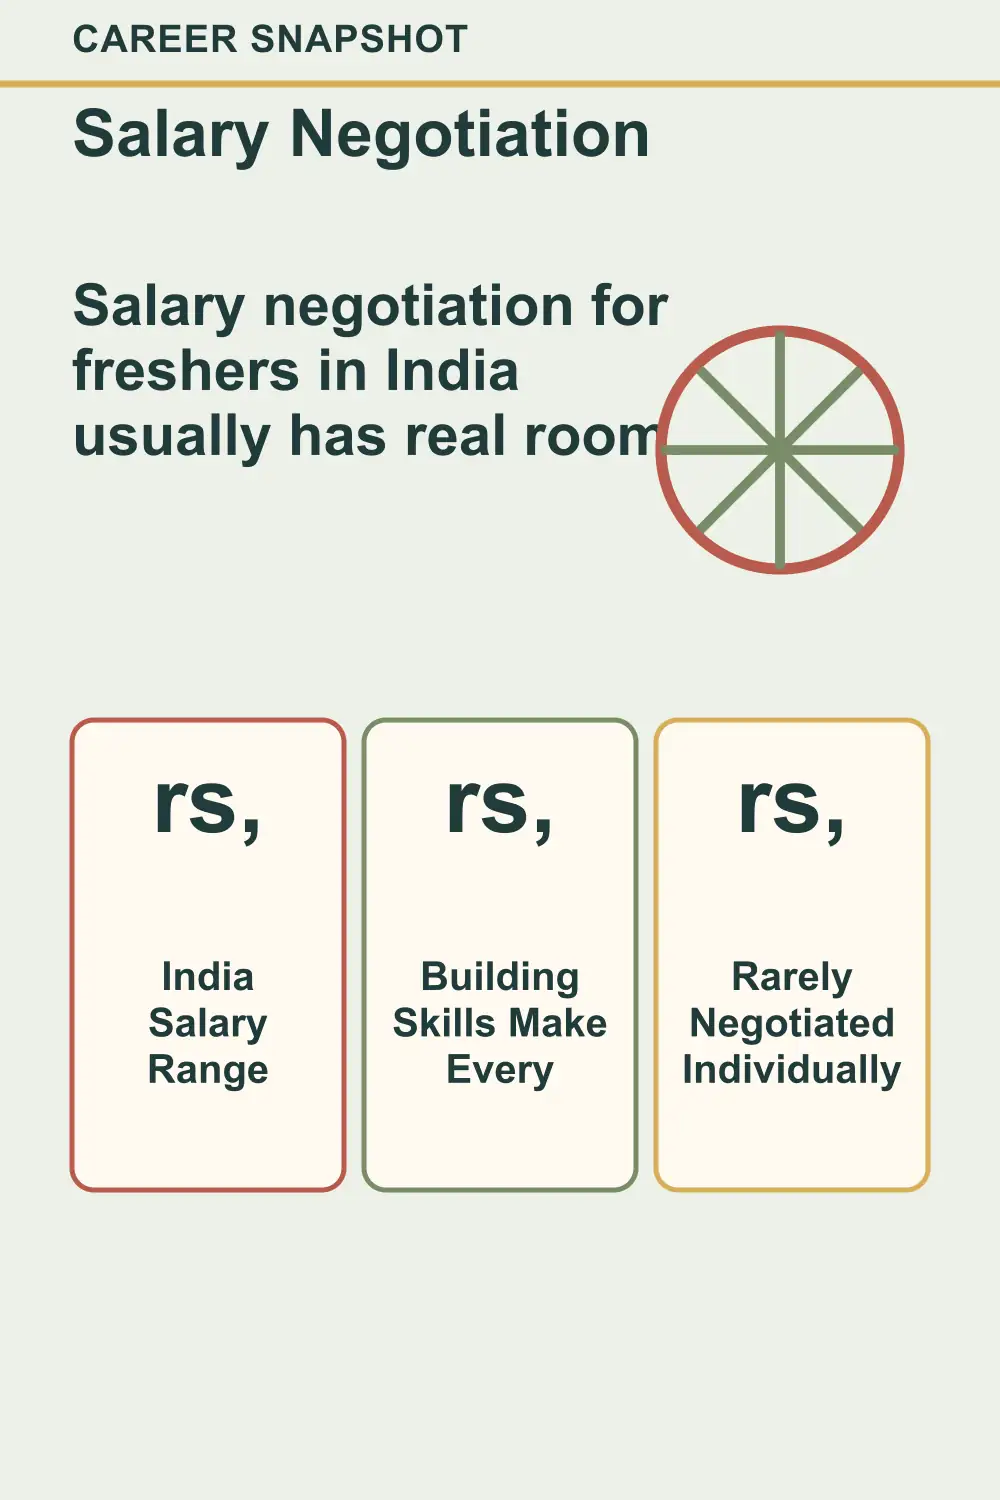 CAREER SNAPSHOT
Salary Negotiation
Salary negotiation for
freshers in India
usually has real room
rs,
India
Salary
Range
rs,
Building
Skills Make
Every
rs,
Rarely
Negotiated
Individually